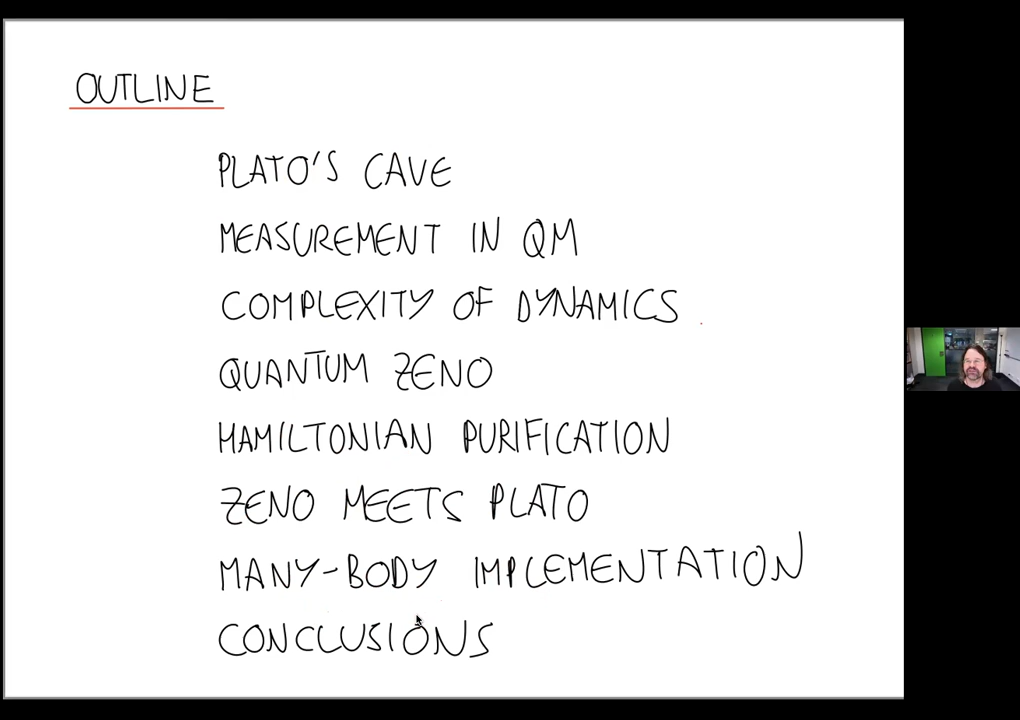 OUTLINE
PLATO'S CAVE
MEASUREMENT IN QM
COMPLEXITY OF DYNAMICS
QUANTUM ZENO
HAMILTONIAN PURIFICATION
ZENO MEETS PLATO
MANY-BODY IMPLEMENTATION
CONCLUSIONS